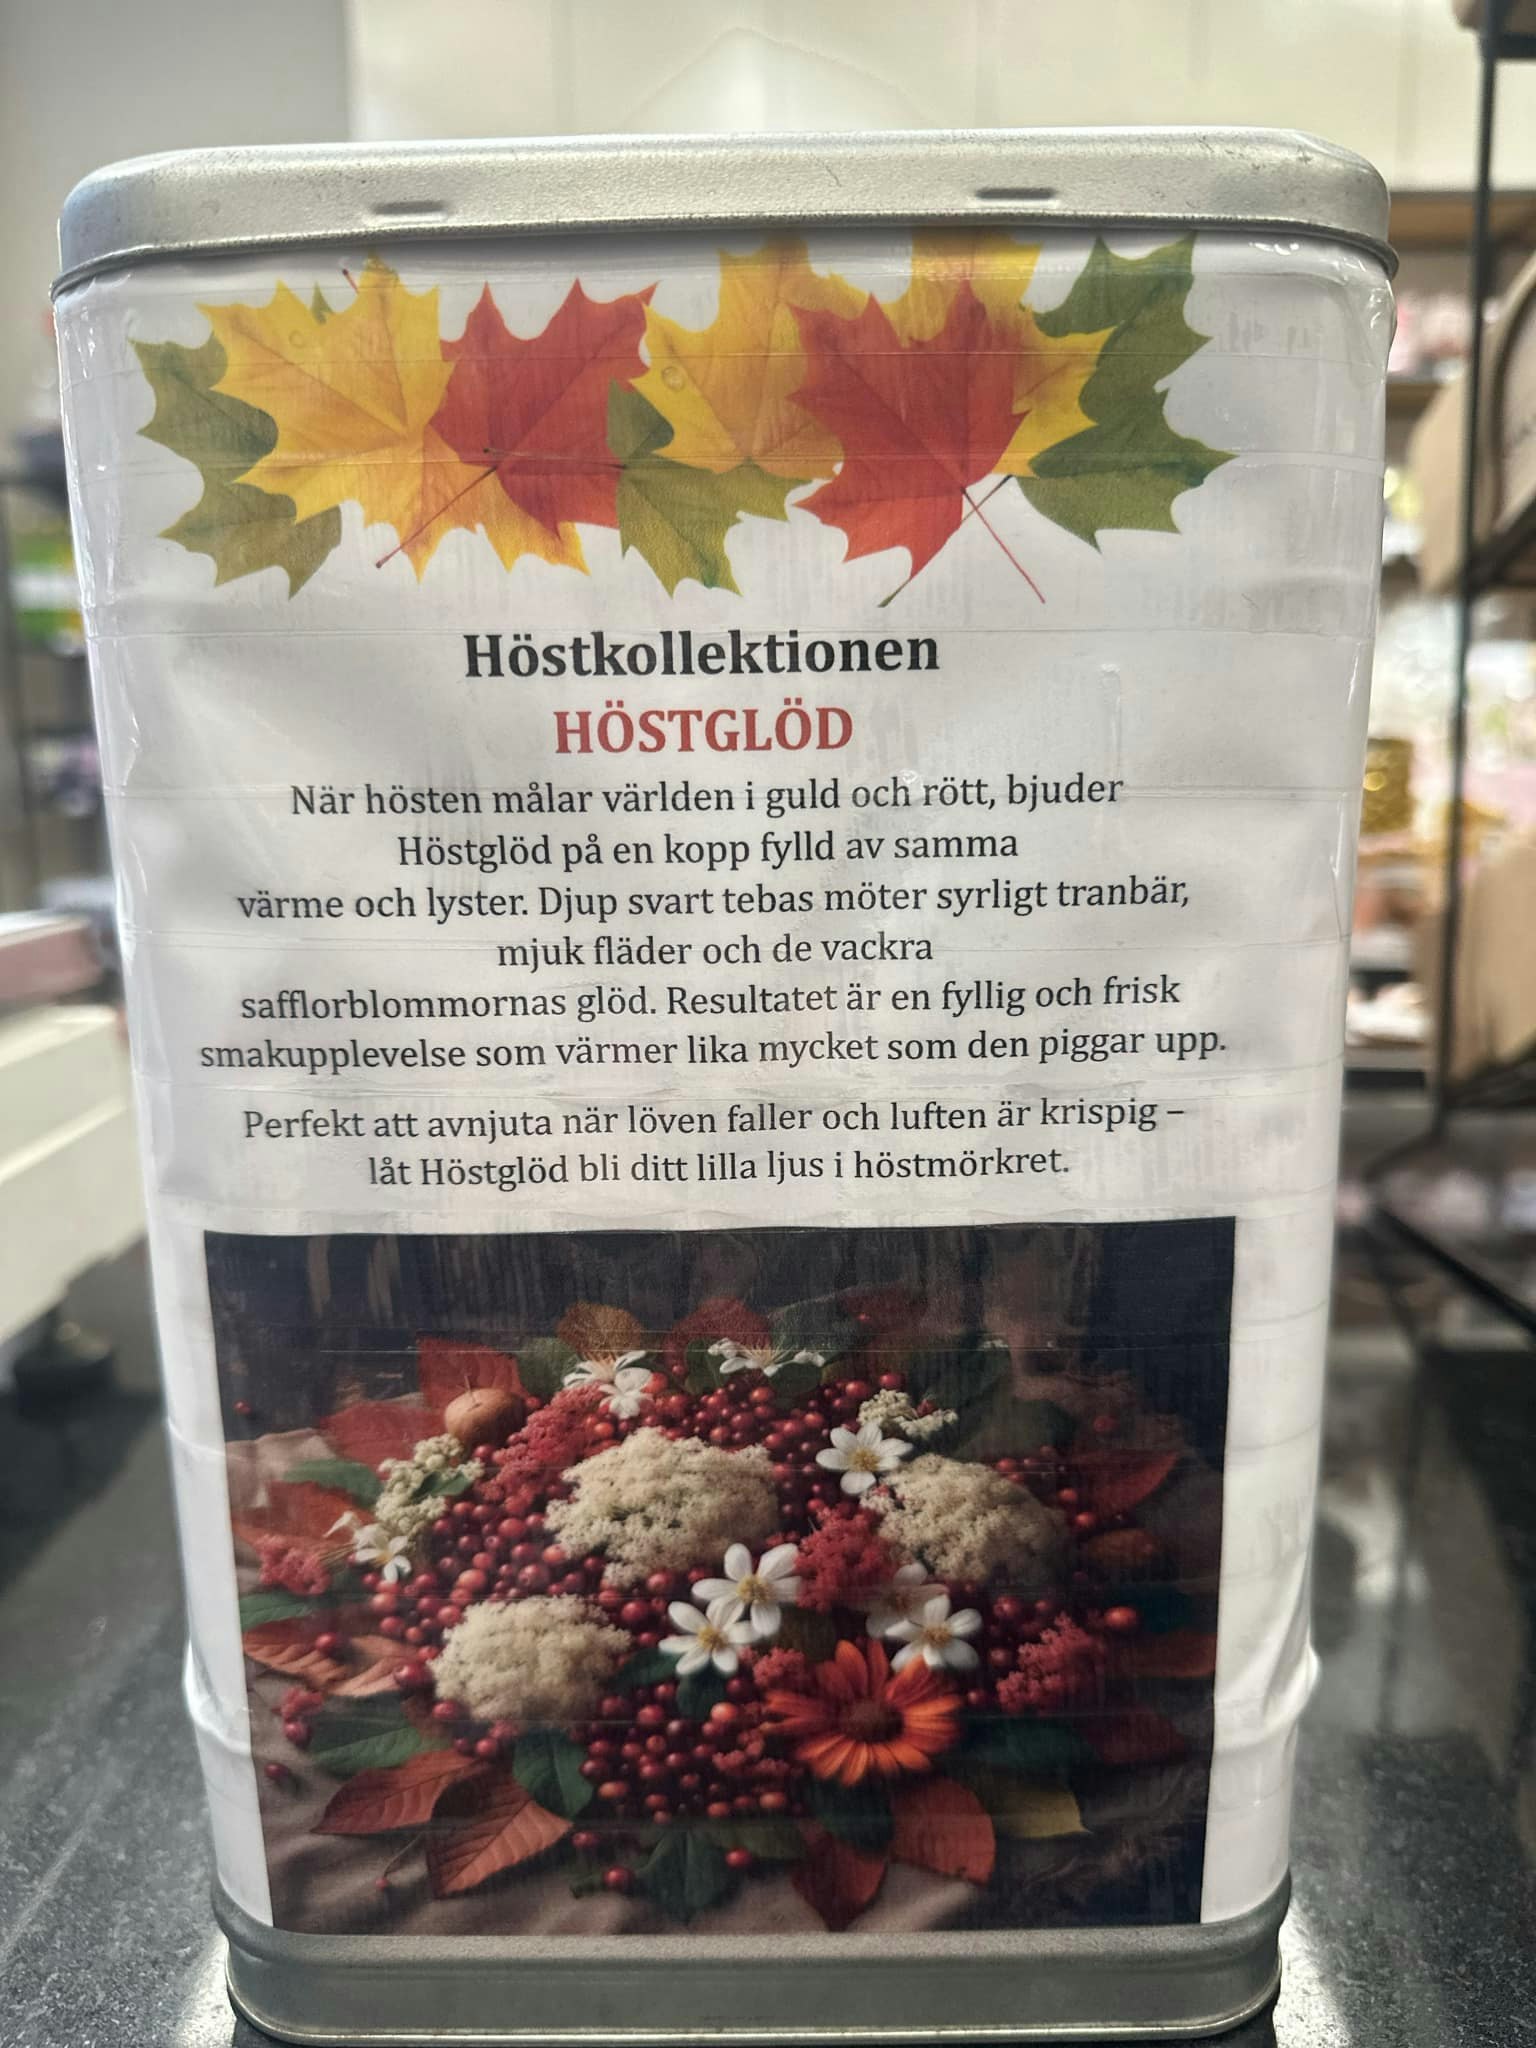 Höstkollektionen
HÖSTGLÖD
När hösten målar världen i guld och rött, bjuder
Höstglöd på en kopp fylld av samma
värme och lyster. Djup svart tebas möter syrligt tranbär,
mjuk fläder och de vackra
safflorblommornas glöd. Resultatet är en fyllig och frisk
smakupplevelse som värmer lika mycket som den piggar upp.
Perfekt att avnjuta när löven faller och luften är krispig –
låt Höstglöd bli ditt lilla ljus i höstmörkret.